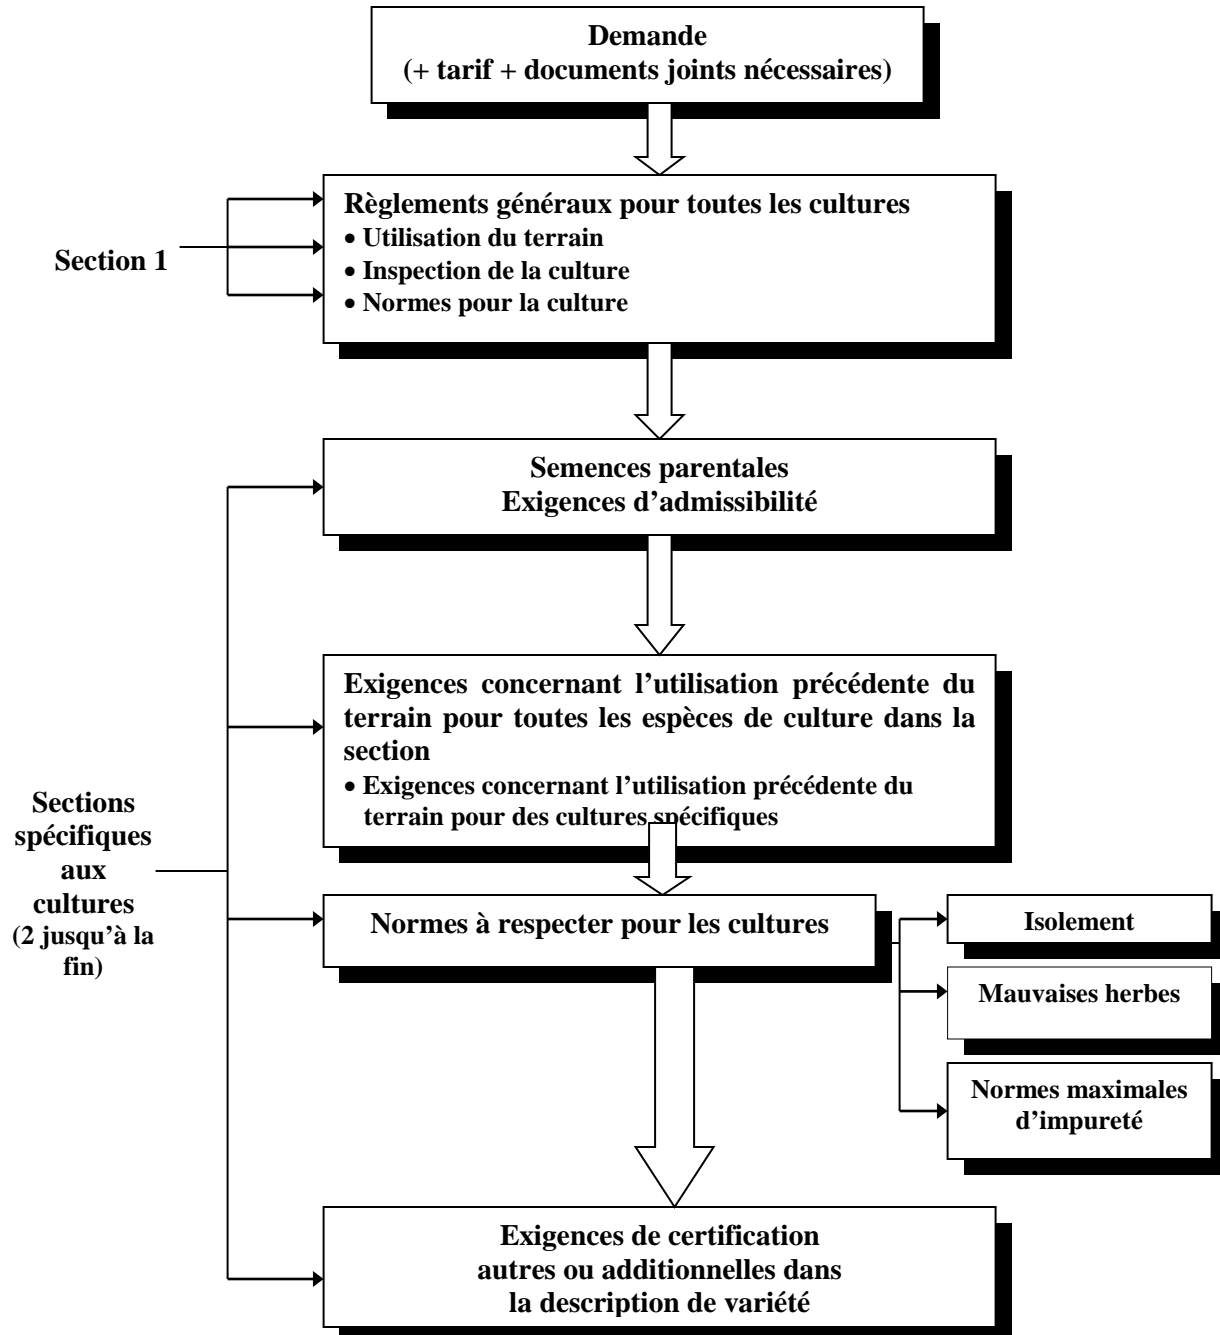 Demande
(+ tarif + documents joints nécessaires)
Section 1
Règlements généraux pour toutes les cultures
• Utilisation du terrain
• Inspection de la culture
• Normes pour la culture
Semences parentales
Exigences d’admissibilité
Exigences concernant l’utilisation précédente du
terrain pour toutes les espèces de culture dans la
section
• Exigences concernant l’utilisation précédente du
terrain pour des cultures spécifiques
Sections
spécifiques
aux
cultures
(2 jusqu’à la
fin)
Normes à respecter pour les cultures
Isolement
Mauvaises herbes
Normes maximales
d’impureté
Exigences de certification
autres ou additionnelles dans
la description de variété